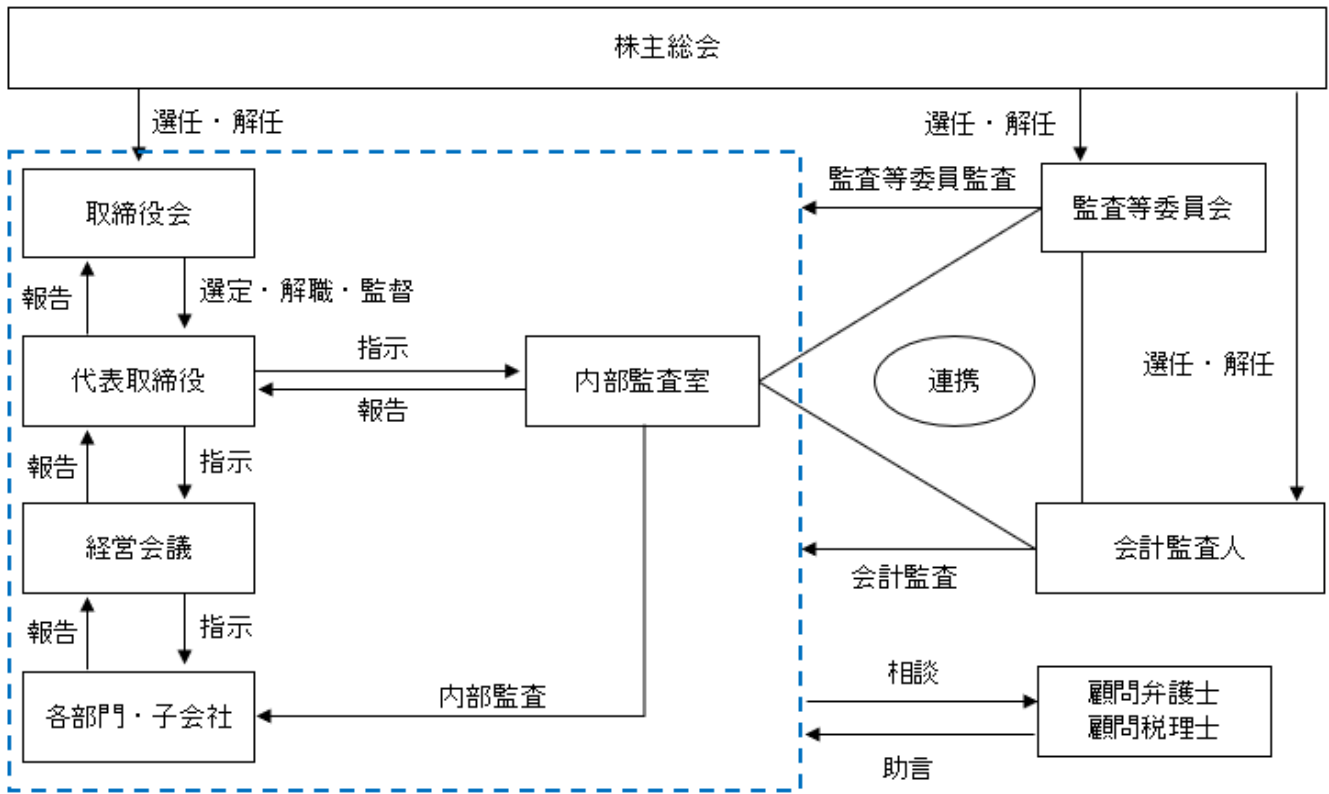 株主総会
選任・解任
選任・解任
監査等委員監査
監査等委員会
取締役会
報告
選定・解職・監督
指示
代表取締役
内部監査室
連携
選任・解任
報告
報告
指示
経営会議
会計監査人
会計監査
報告
指示
相談
内部監査
各部門・子会社
顧問弁護士
顧問税理士
助言